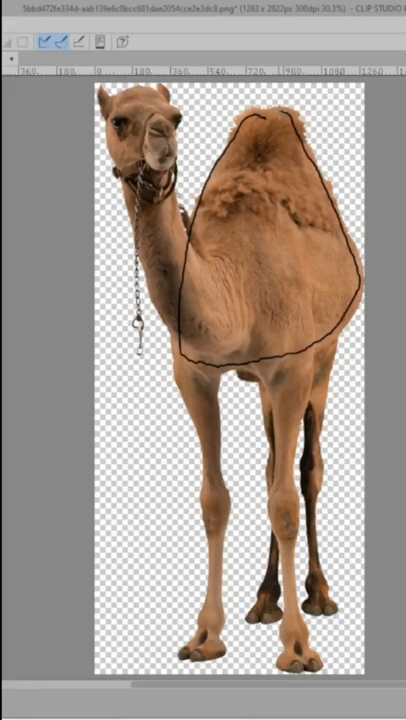 5bbd472fe334d-aab139e6c8bcc681dae2054cce2e3dc8.png* (1283 x 2822px 300dpi 30.3%) - CLIP STUDIO P
360. 180. 0 180 360 540 720 900 1080 1260